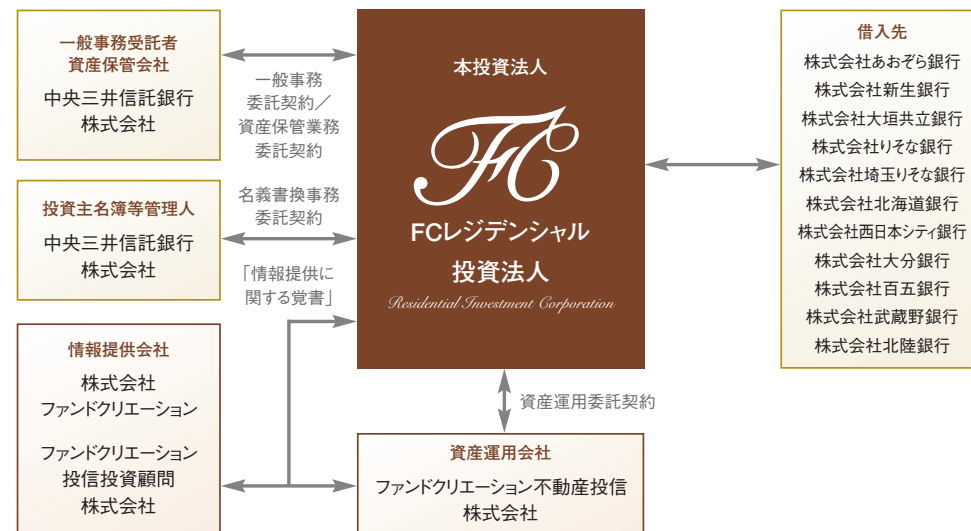 一般事務受託者
資産保管会社
中央三井信託銀行
株式会社
一般事務
委託契約／
資産保管業務
委託契約
投資主名簿等管理人
中央三井信託銀行
株式会社
名義書換事務
委託契約
「情報提供に
関する覚書」
情報提供会社
株式会社
ファンドクリエーション
ファンドクリエーション
投信投資顧問
株式会社
本投資法人
FC
FCレジデンシャル
投資法人
Residential Investment Corporation
資産運用委託契約
資産運用会社
ファンドクリエーション不動産投信
株式会社
借入先
株式会社あおぞら銀行
株式会社新生銀行
株式会社大垣共立銀行
株式会社りそな銀行
株式会社埼玉りそな銀行
株式会社北海道銀行
株式会社西日本シティ銀行
株式会社大分銀行
株式会社百五銀行
株式会社武蔵野銀行
株式会社北陸銀行